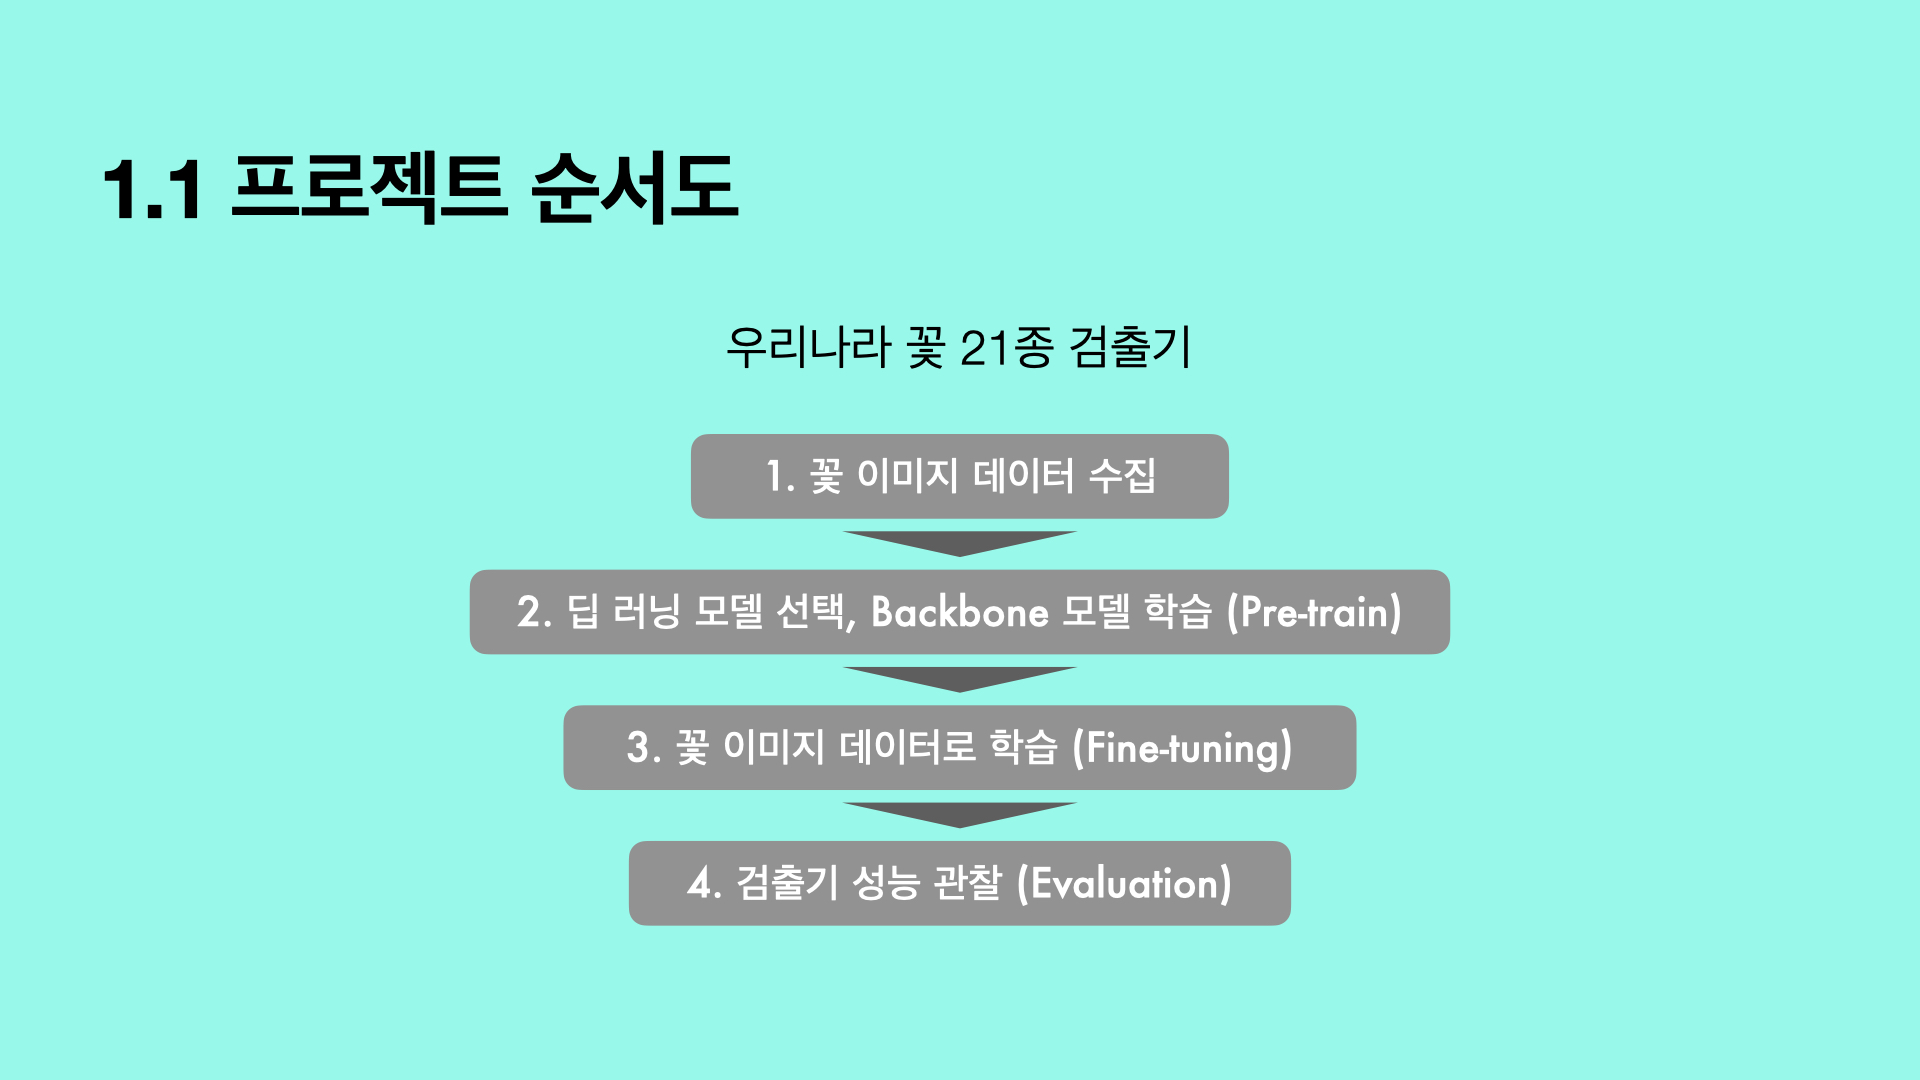 1.1 프로젝트 순서도
우리나라 꽃 21종 검출기
1. 꽃 이미지 데이터 수집
2. 딥 러닝 모델 선택, Backbone 모델 학습 (Pre-train)
3. 꽃 이미지 데이터로 학습 (Fine-tuning)
4. 검출기 성능 관찰 (Evaluation)